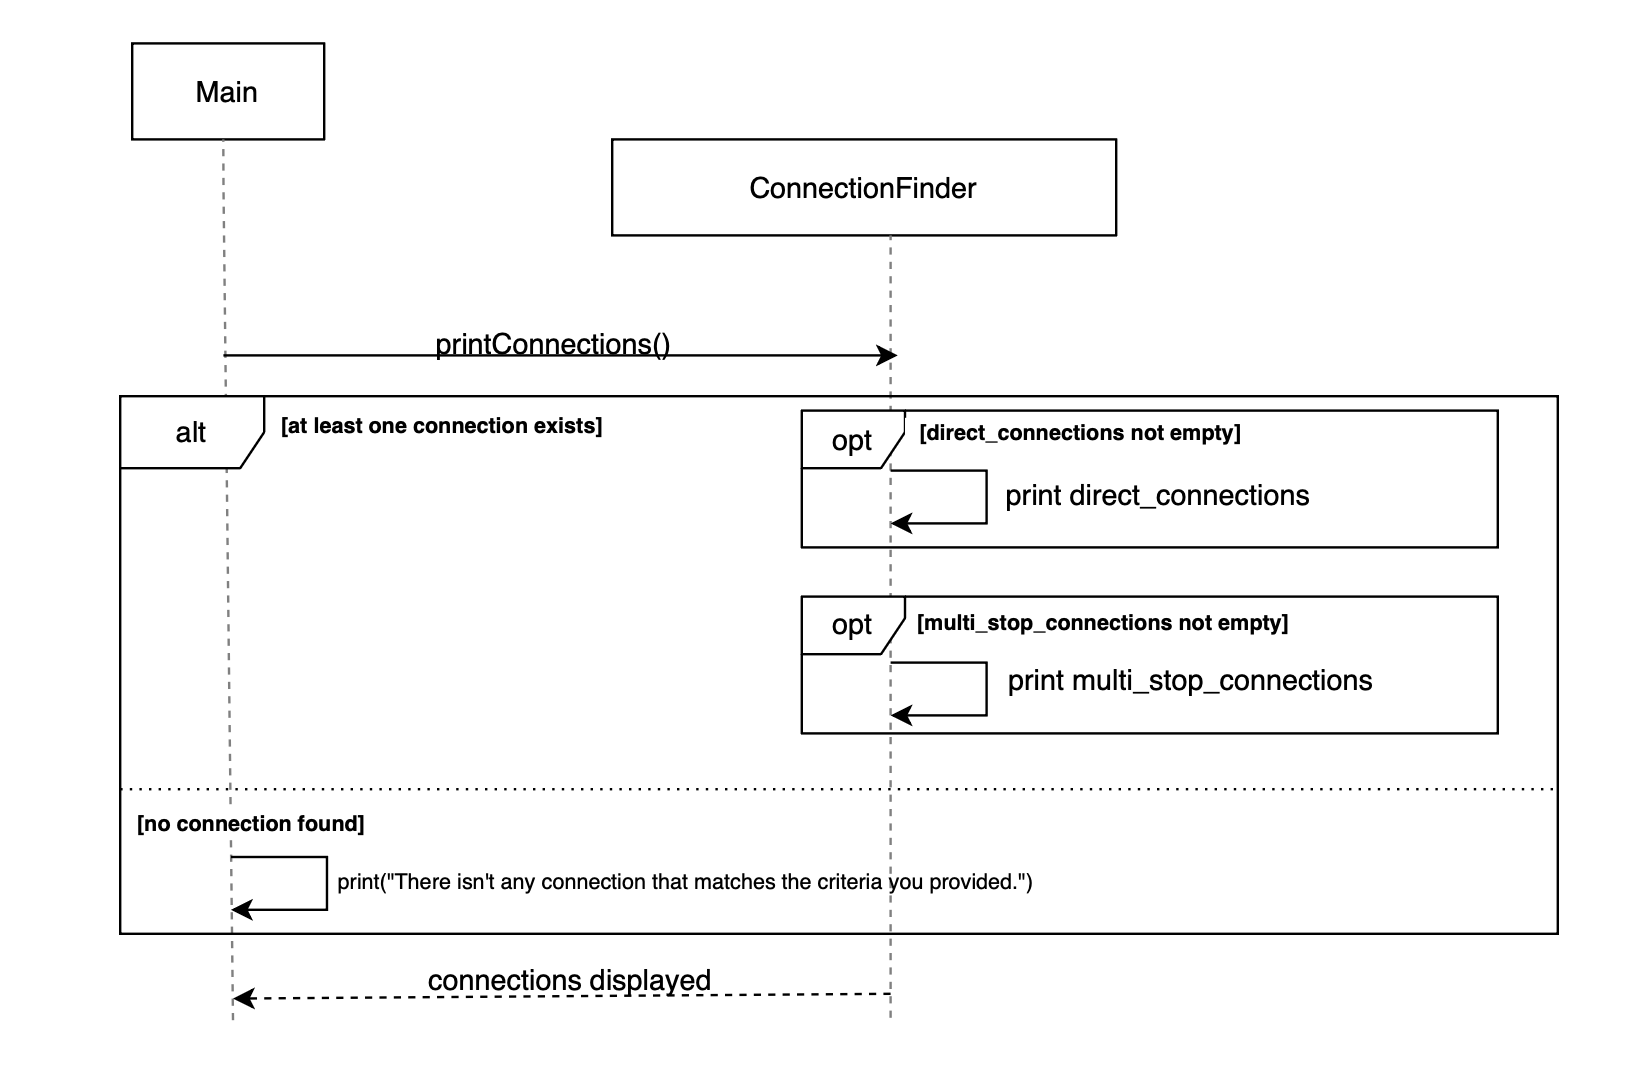 Main
ConnectionFinder
printConnections()
alt
[at least one connection exists]
opt
[direct_connections not empty]
print direct_connections
opt
[multi_stop_connections not empty]
print multi_stop_connections
[no connection found]
print("There isn't any connection that matches the criteria you provided.")
connections displayed